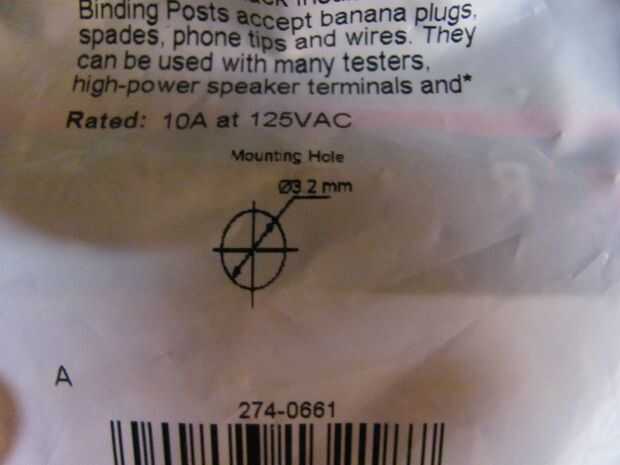 Binding Posts accept banana plugs,
spades, phone tips and wires. They
can be used with many testers,
high-power speaker terminals and*
Rated: 10A at 125VAC
Mounting Hole
Ø3.2 mm
A
274-0661